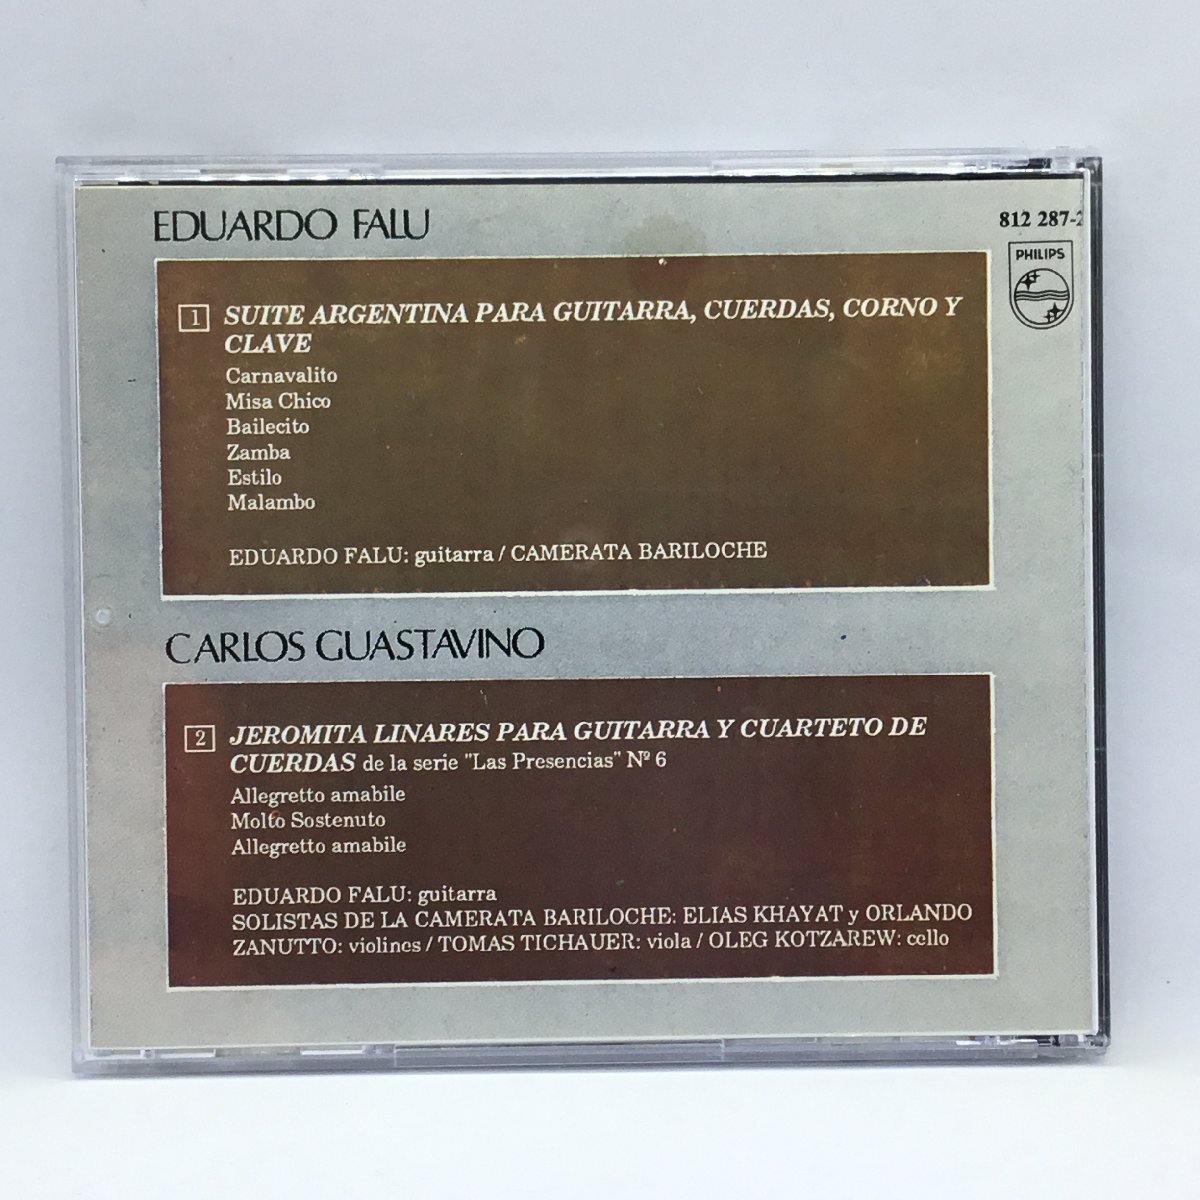 EDUARDO FALU
812 287-2
PHILIPS
1 SUITE ARGENTINA PARA GUITARRA, CUERDAS, CORNO Y
CLAVE
Carnavalito
Misa Chico
Bailecito
Zamba
Estilo
Malambo
EDUARDO FALU: guitarra / CAMERATA BARILOCHE
CARLOS GUASTAVINO
2 JEROMITA LINARES PARA GUITARRA Y CUARTETO DE
CUERDAS de la serie "Las Presencias" Nº 6
Allegretto amabile
Molto Sostenuto
Allegretto amabile
EDUARDO FALU: guitarra
SOLISTAS DE LA CAMERATA BARILOCHE: ELIAS KHAYAT y ORLANDO
ZANUTTO: violines / TOMAS TICHAUER: viola / OLEG KOTZAREW: cello